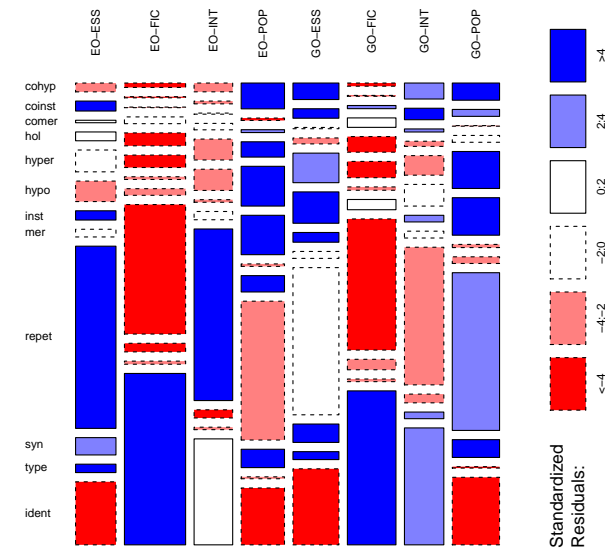 EO−ESS
EO−FIC
EO−INT
EO−POP
GO−ESS
GO−FIC
GO−INT
GO−POP
cohyp
coinst
comer
hol
hyper
hypo
inst
mer
repet
syn
type
ident
Standardized
Residuals:
<−4
−4:−2
−2:0
0:2
2:4
>4